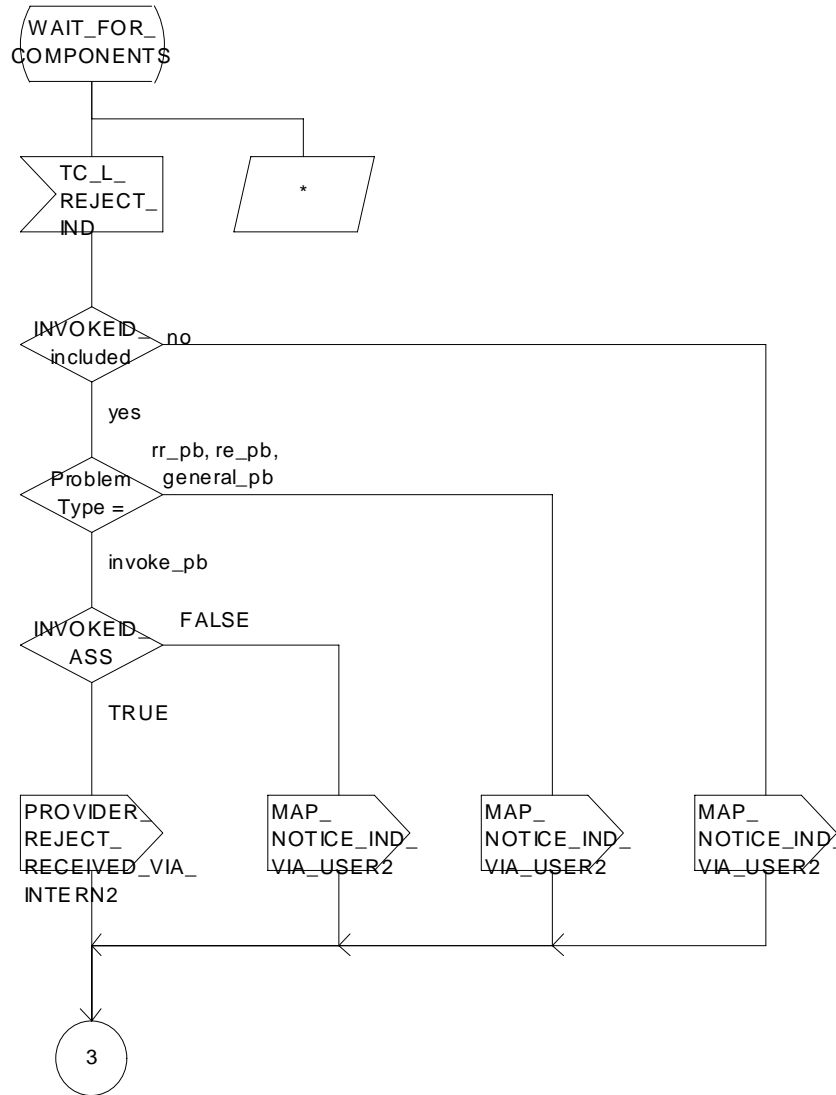 WAIT_FOR_
COMPONENTS
TC_L_
REJECT_
IND
*
INVOKEID_
included
no
yes
rr_pb, re_pb,
general_pb
Problem
Type =
invoke_pb
FALSE
INVOKEID_
ASS
TRUE
PROVIDER_
REJECT_
RECEIVED_VIA_
INTERN2
MAP_
NOTICE_IND_
VIA_USER2
MAP_
NOTICE_IND_
VIA_USER2
MAP_
NOTICE_IND_
VIA_USER2
3